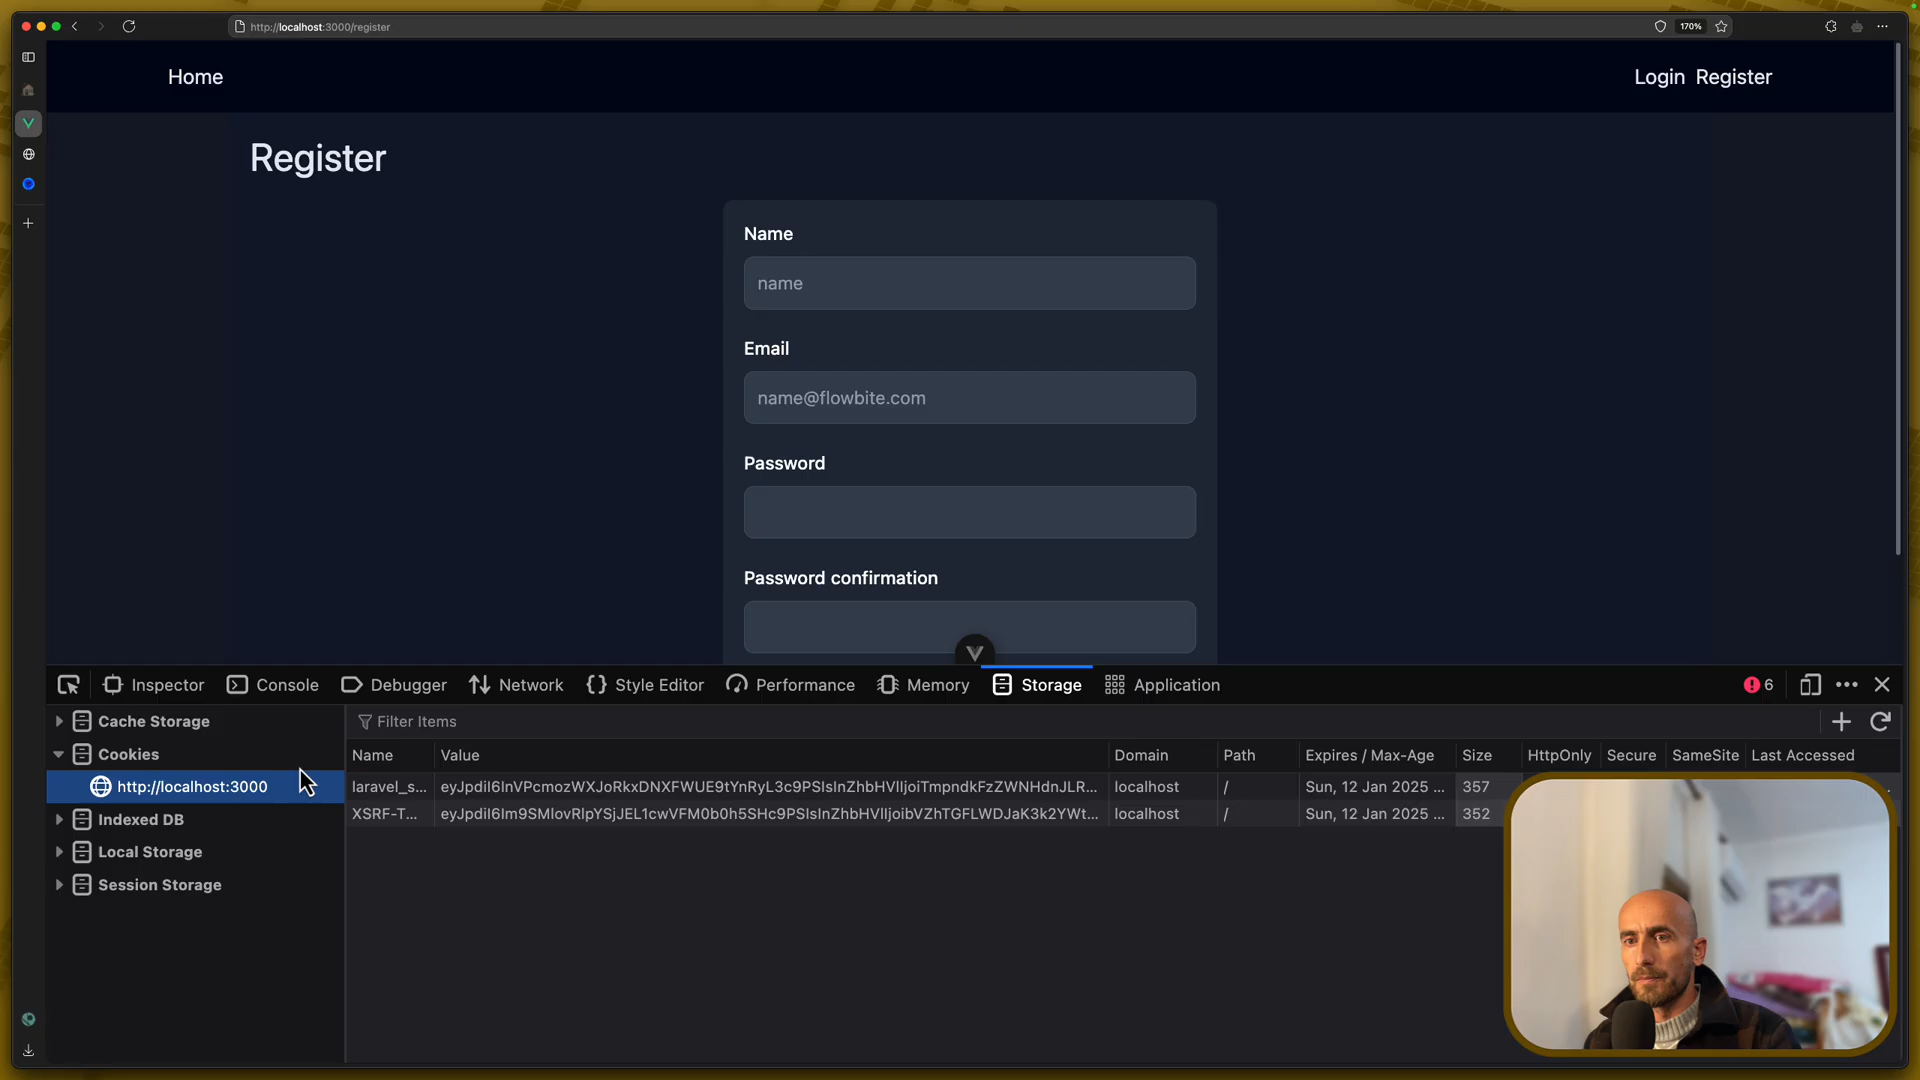 http://localhost:3000/register
170%
Home
Login Register
Register
Name
name
Email
name@flowbite.com
Password
Password confirmation
Inspector
Console
Debugger
Network
Style Editor
Performance
Memory
Storage
Application
6
Cache Storage
Cookies
http://localhost:3000
Indexed DB
Local Storage
Session Storage
Filter Items
Name Value Domain Path Expires / Max-Age Size HttpOnly Secure SameSite Last Accessed
laravel_s... localhost / Sun, 12 Jan 2025 ... 357
XSRF-T... localhost / Sun, 12 Jan 2025 ... 352